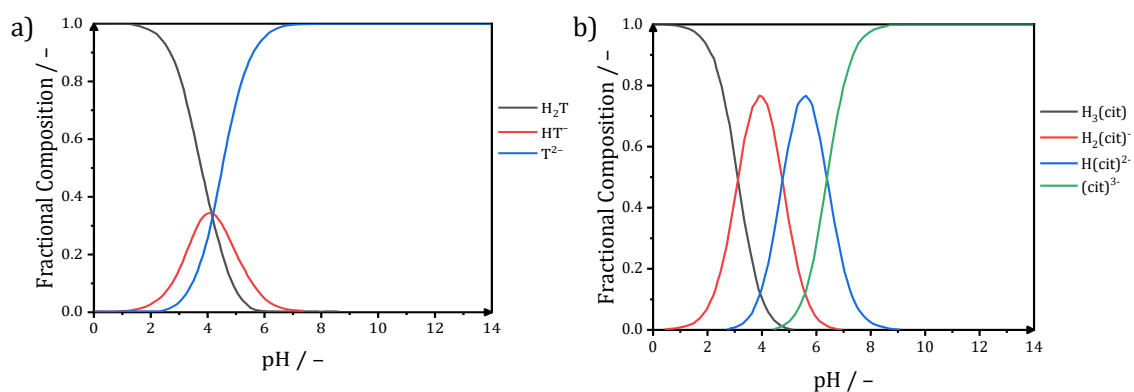 a)
Fractional Composition / –
1.0
0.8
0.6
0.4
0.2
0.0
0 2 4 6 8 10 12 14
pH / –
H₂T
HT⁻
T²⁻
b)
Fractional Composition / –
1.0
0.8
0.6
0.4
0.2
0.0
0 2 4 6 8 10 12 14
pH / –
H₃(cit)
H₂(cit)⁻
H(cit)²⁻
(cit)³⁻